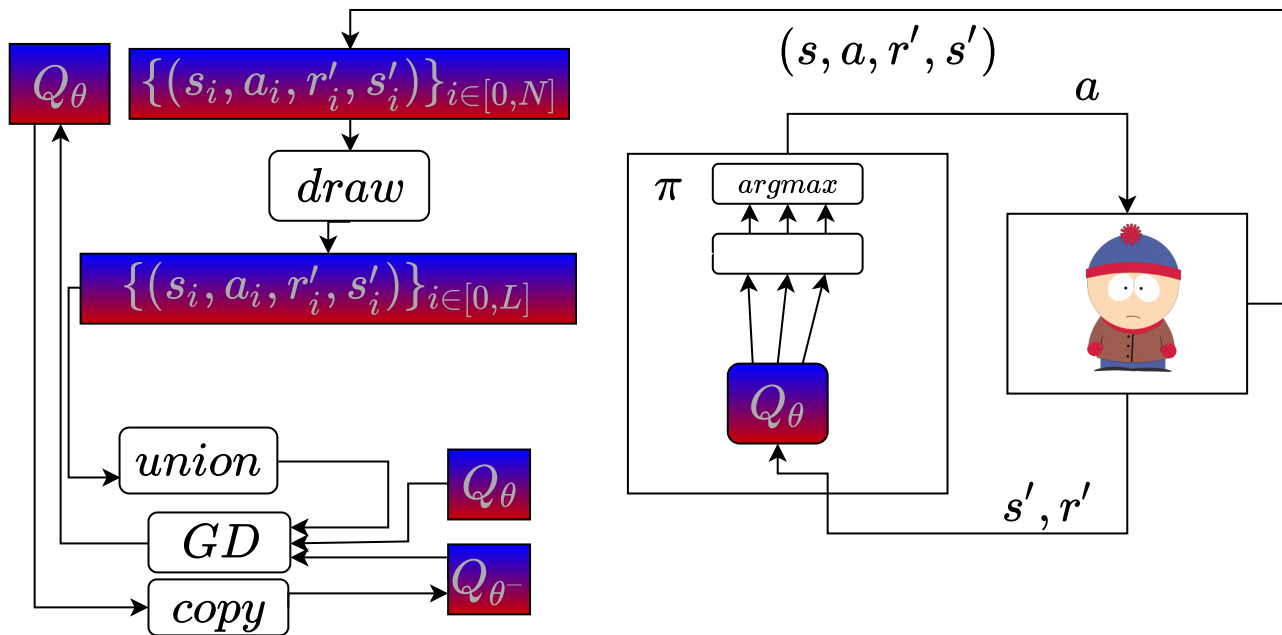 (s, a, r′, s′)
Q_θ
{(s_i, a_i, r′_i, s′_i)}_{i∈[0,N]}
a
draw
π
argmax
{(s_i, a_i, r′_i, s′_i)}_{i∈[0,L]}
Q_θ
union
Q_θ
s′, r′
GD
Q_{θ⁻}
copy